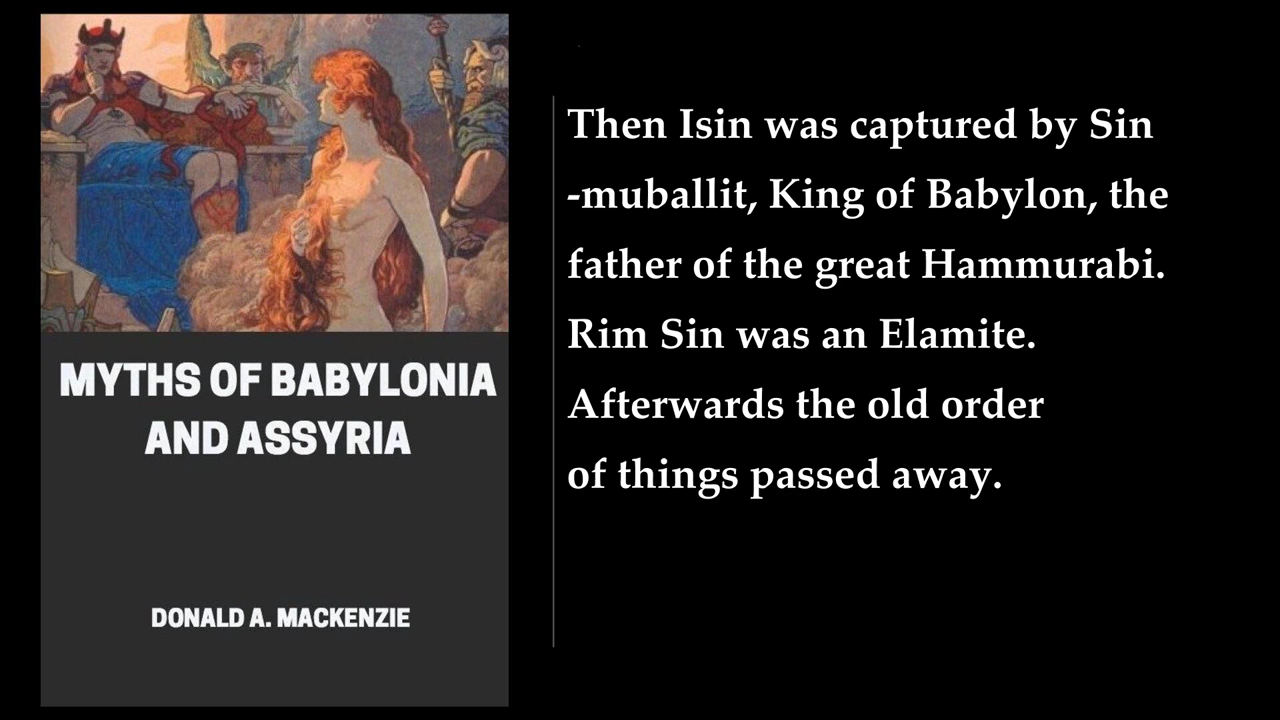 MYTHS OF BABYLONIA
AND ASSYRIA
DONALD A. MACKENZIE
Then Isin was captured by Sin
-muballit, King of Babylon, the
father of the great Hammurabi.
Rim Sin was an Elamite.
Afterwards the old order
of things passed away.